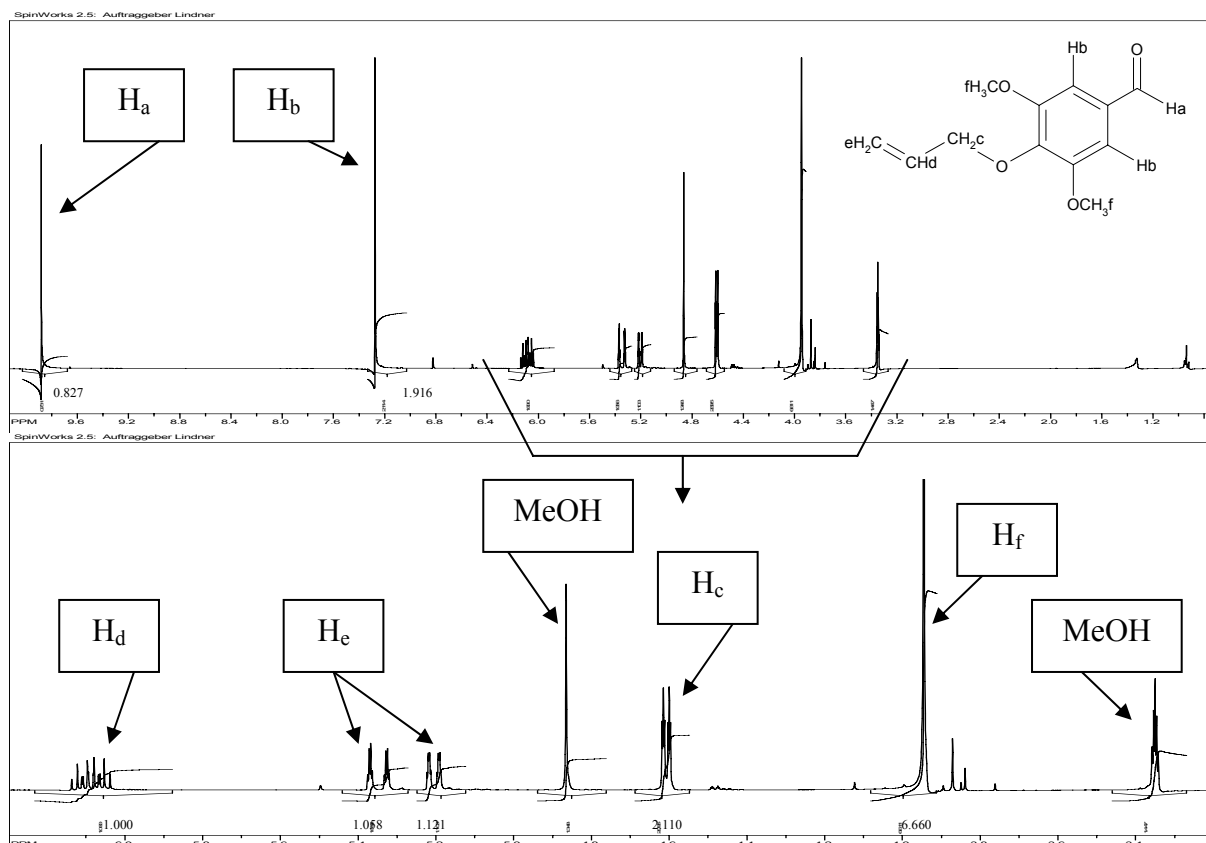 SpinWorks 2.5: Auftraggeber Lindner
Ha
Hb
Hb
O
fH3CO
Ha
CH2c
eH2C
CHd
O
Hb
OCH3f
0.827
1.916
PPM 9.6 9.2 8.8 8.4 8.0 7.6 7.2 6.8 6.4 6.0 5.6 5.2 4.8 4.4 4.0 3.6 3.2 2.8 2.4 2.0 1.6 1.2
SpinWorks 2.5: Auftraggeber Lindner
MeOH
Hf
Hc
Hd
He
MeOH
1.000
1.058
1.121
2.110
6.660